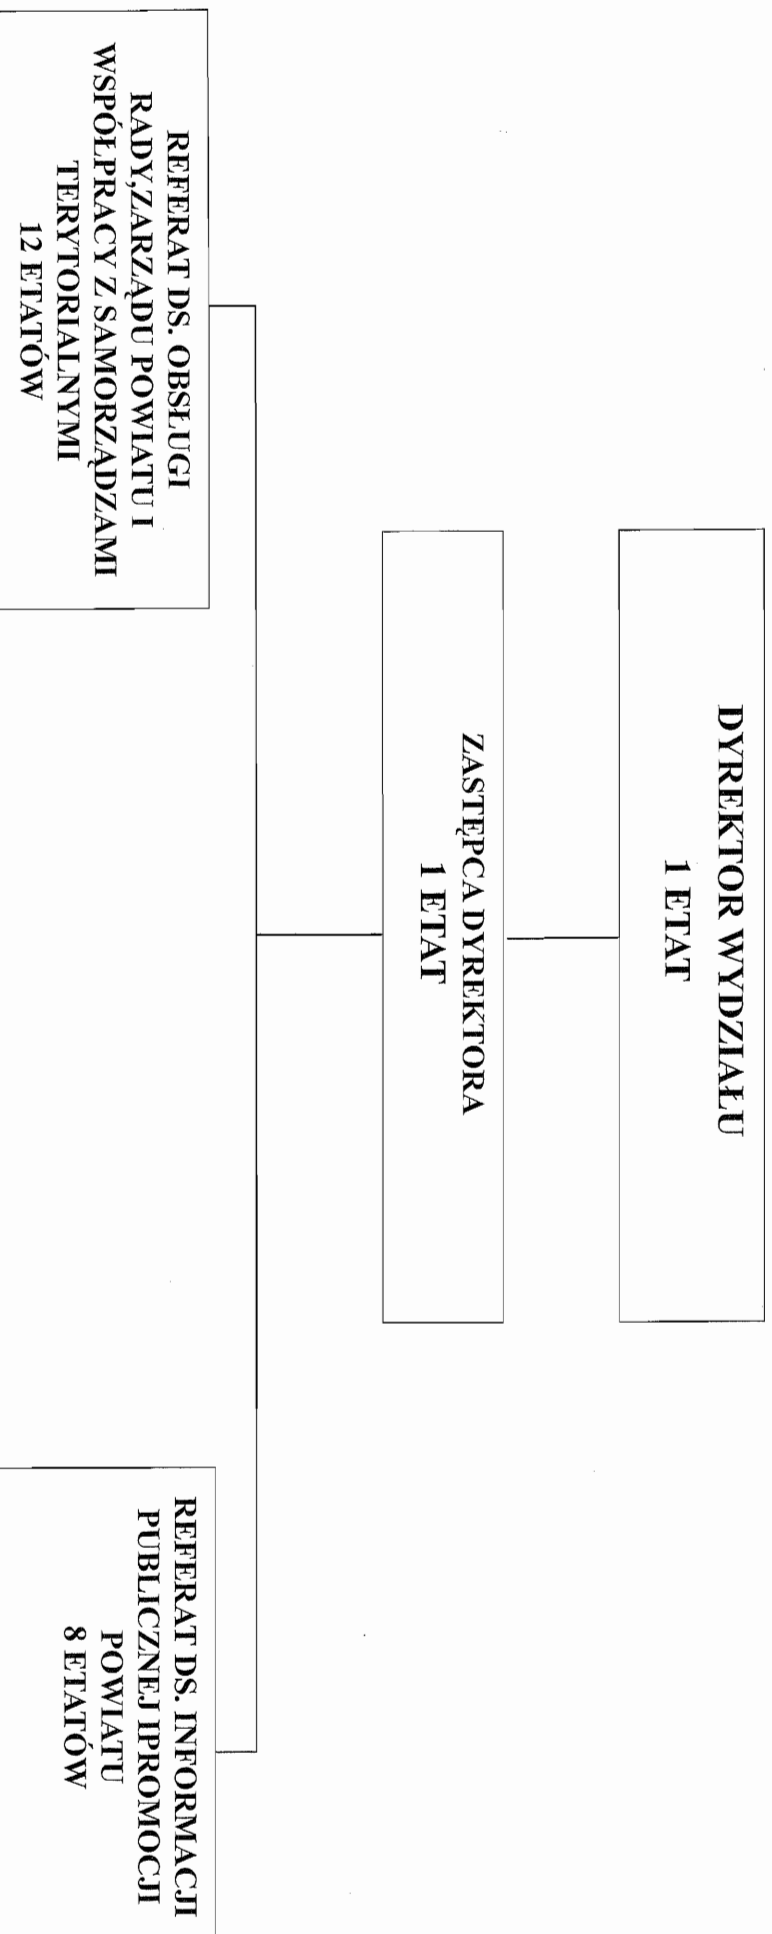 DYREKTOR WYDZIAŁU
1 ETAT
ZASTĘPCA DYREKTORA
1 ETAT
REFERAT DS. OBSŁUGI
RADY,ZARZĄDU POWIATU I
WSPÓŁPRACY Z SAMORZĄDZAMI
TERYTORIALNYMI
12 ETATÓW
REFERAT DS. INFORMACJI
PUBLICZNEJ IPROMOCJI
POWIATU
8 ETATÓW